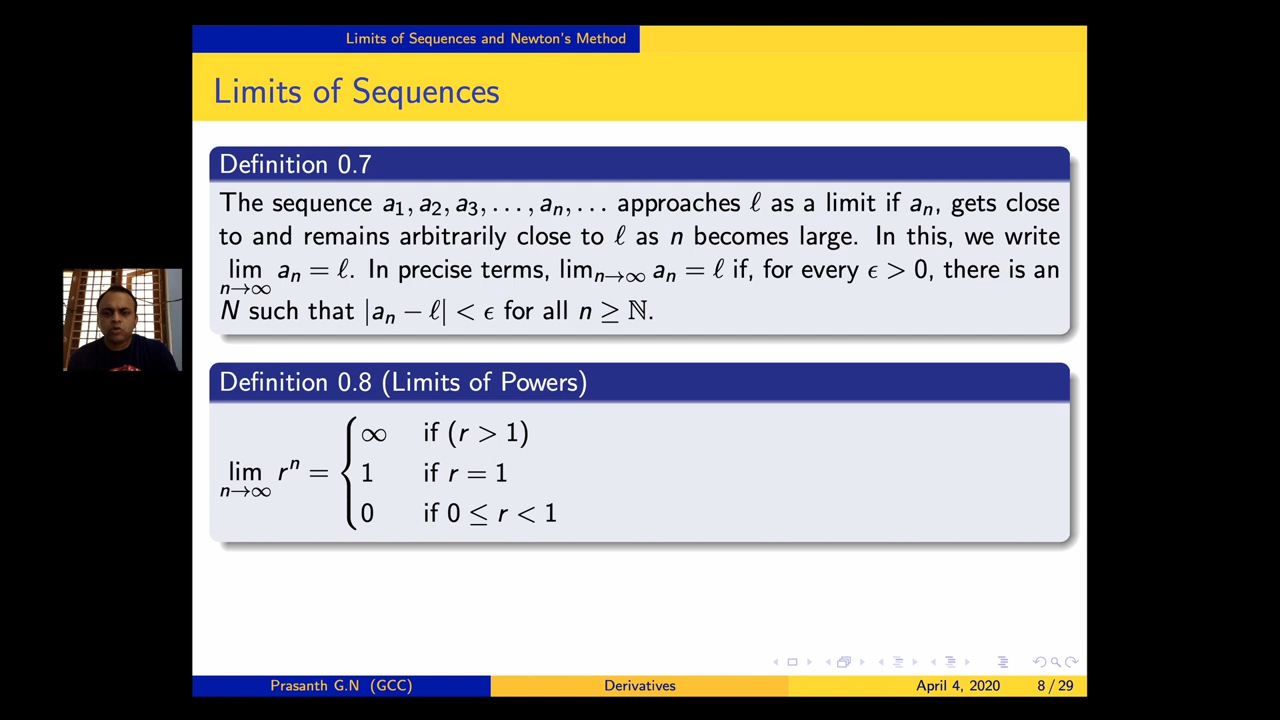 Limits of Sequences and Newton's Method
Limits of Sequences
Definition 0.7
The sequence a₁, a₂, a₃, . . . , aₙ, . . . approaches ℓ as a limit if aₙ, gets close
to and remains arbitrarily close to ℓ as n becomes large. In this, we write
lim n→∞ aₙ = ℓ. In precise terms, limₙ→∞ aₙ = ℓ if, for every ϵ > 0, there is an
N such that |aₙ − ℓ| < ϵ for all n ≥ ℕ.
Definition 0.8 (Limits of Powers)
∞ if (r > 1)
lim n→∞ rⁿ = { 1 if r = 1
0 if 0 ≤ r < 1
Prasanth G.N (GCC) Derivatives April 4, 2020 8 / 29